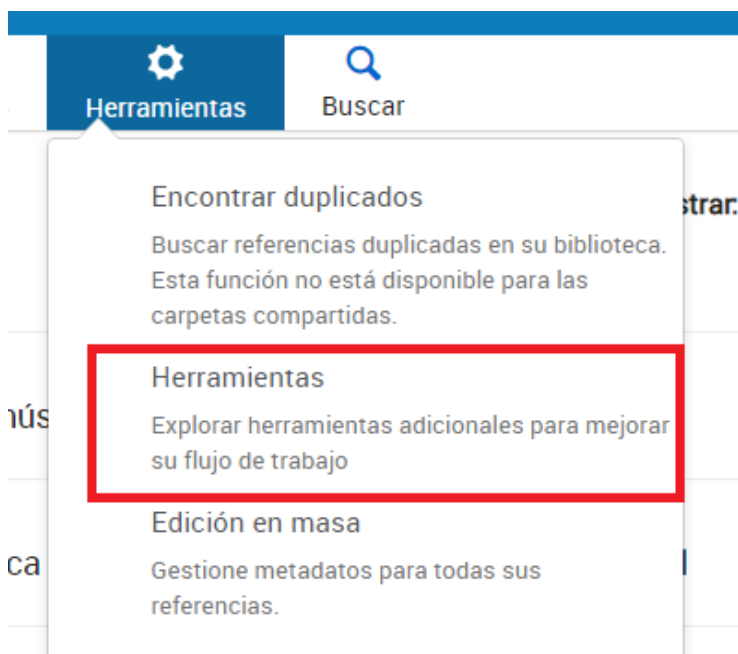 Herramientas Buscar
Encontrar duplicados
strar:
Buscar referencias duplicadas en su biblioteca.
Esta función no está disponible para las
carpetas compartidas.
Herramientas
Explorar herramientas adicionales para mejorar
su flujo de trabajo
Edición en masa
Gestione metadatos para todas sus
referencias.